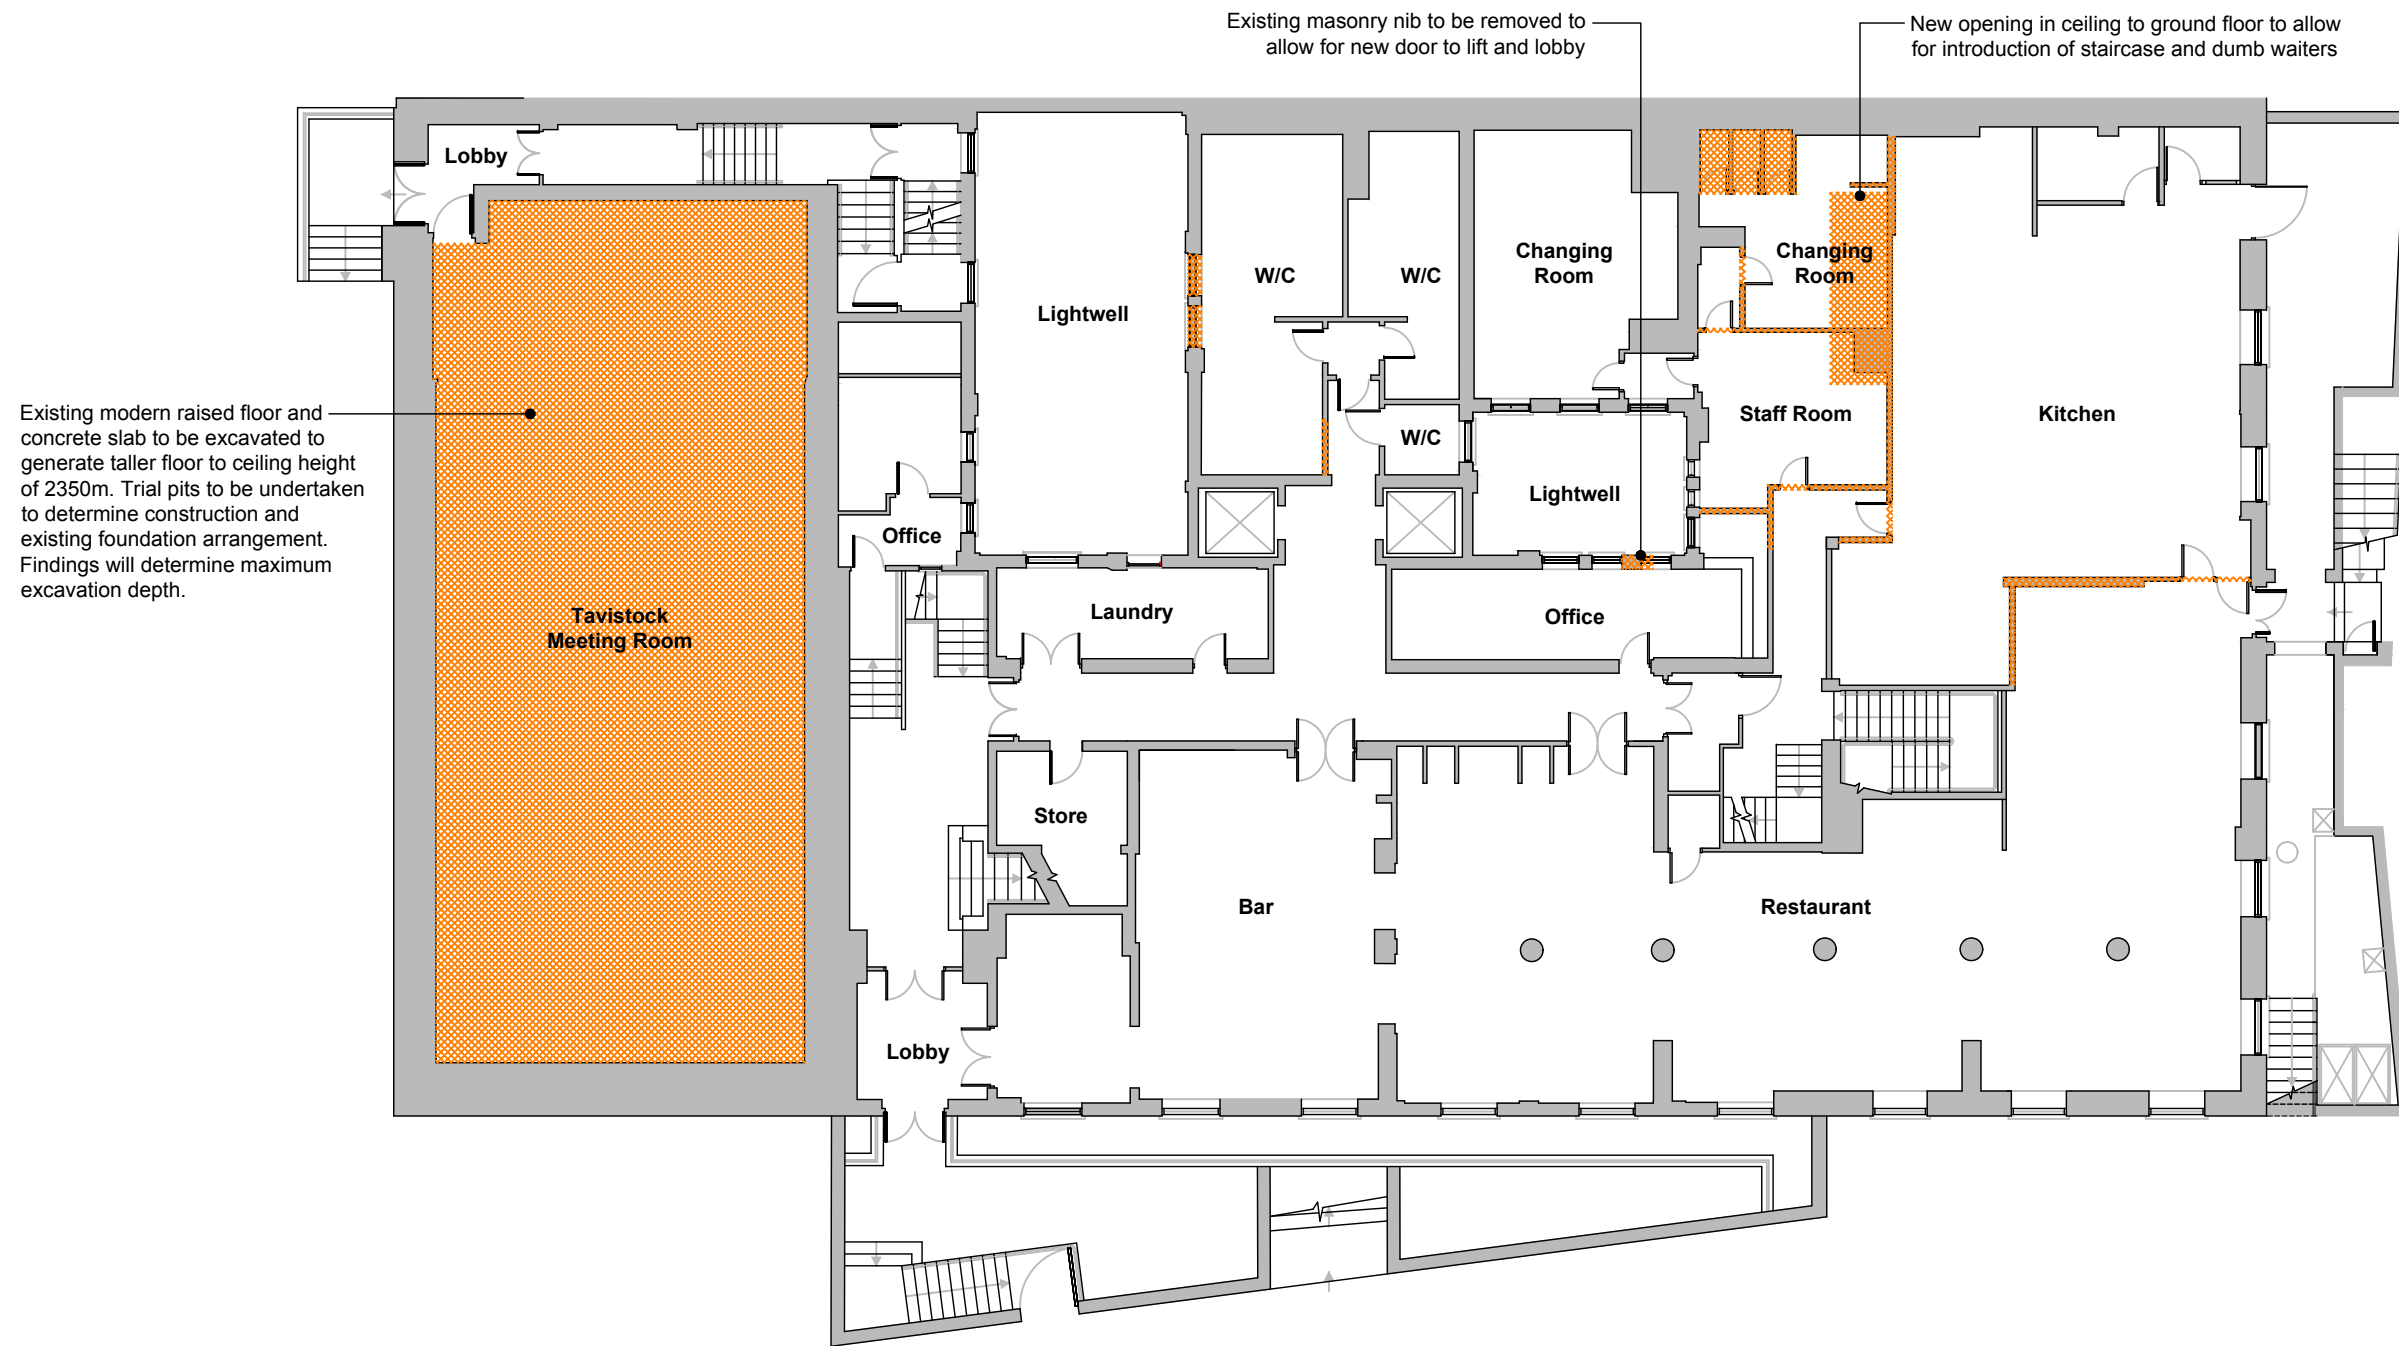 Existing masonry nib to be removed to
allow for new door to lift and lobby
New opening in ceiling to ground floor to allow
for introduction of staircase and dumb waiters
Lobby
Changing
Room
Changing
Room
W/C
W/C
Lightwell
Existing modern raised floor and
concrete slab to be excavated to
generate taller floor to ceiling height
of 2350m. Trial pits to be undertaken
to determine construction and
existing foundation arrangement.
Findings will determine maximum
excavation depth.
Staff Room
Kitchen
W/C
Lightwell
Office
Tavistock
Meeting Room
Laundry
Office
Store
Bar
Restaurant
Lobby